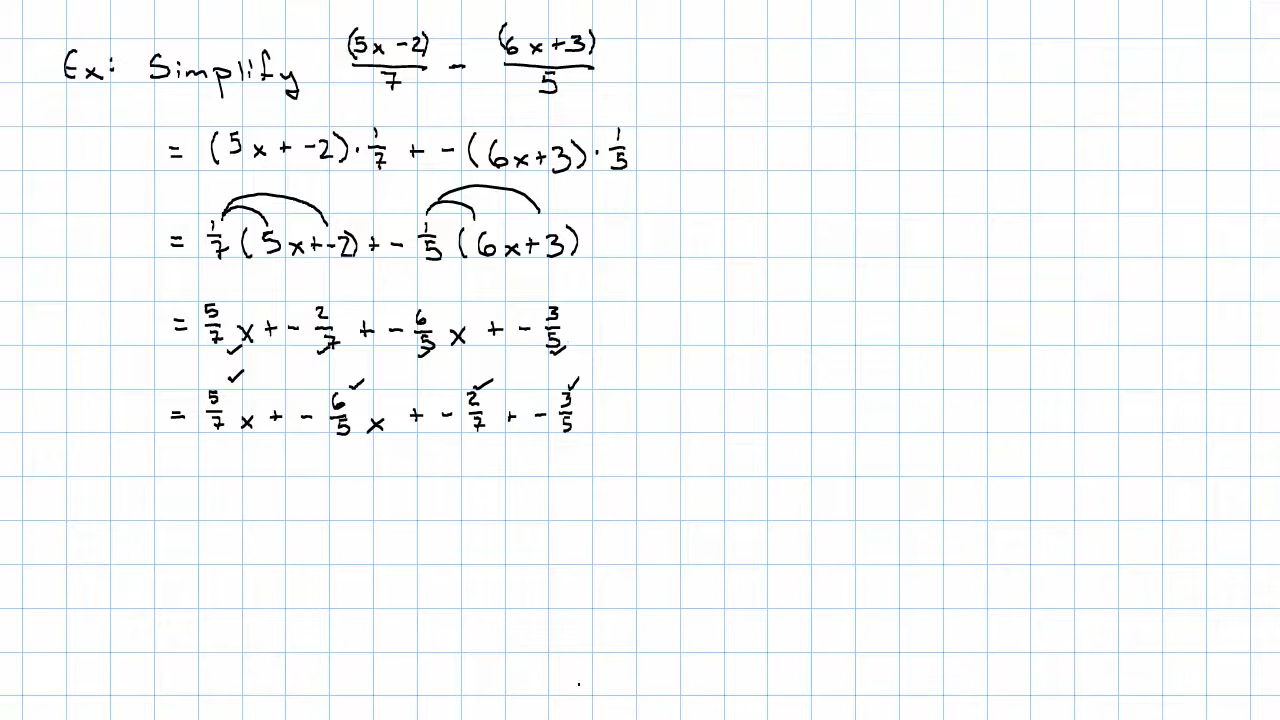 Ex: Simplify (5x-2)/7 - (6x+3)/5
= (5x + -2) · 1/7 + -(6x+3) · 1/5
= 1/7 (5x+-2) + - 1/5 (6x+3)
= 5/7 x + - 2/7 + - 6/5 x + - 3/5
= 5/7 x + - 6/5 x + - 2/7 + - 3/5